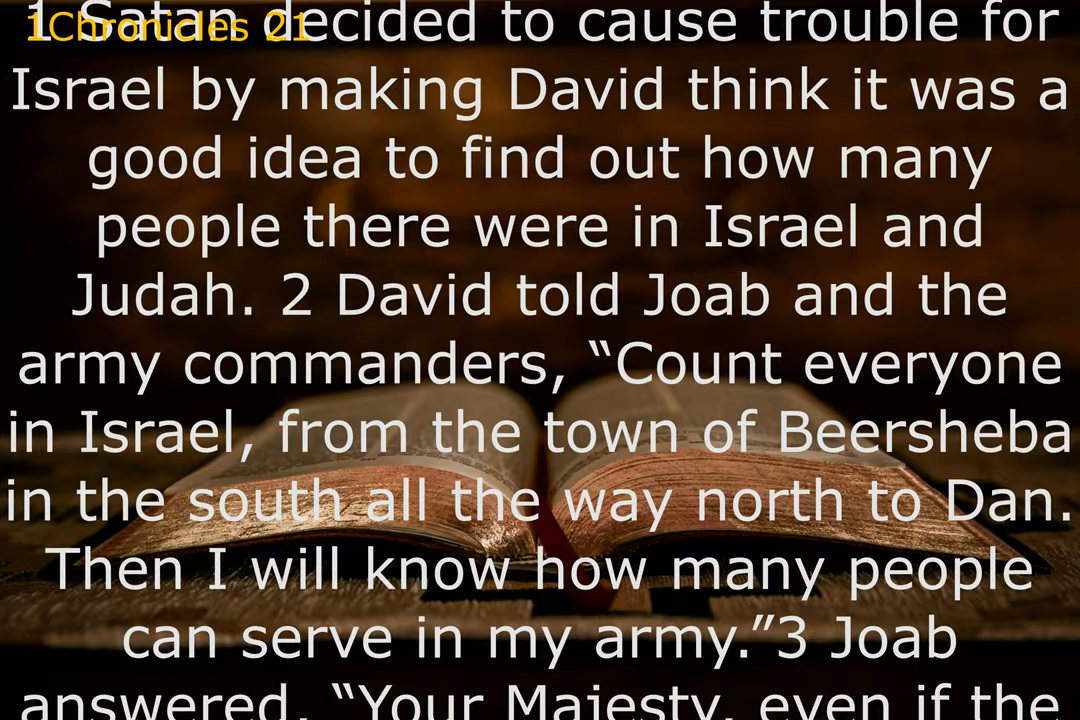 1Chronicles 21
1 Satan decided to cause trouble for
Israel by making David think it was a
good idea to find out how many
people there were in Israel and
Judah. 2 David told Joab and the
army commanders, “Count everyone
in Israel, from the town of Beersheba
in the south all the way north to Dan.
Then I will know how many people
can serve in my army.”3 Joab
answered, “Your Majesty, even if the